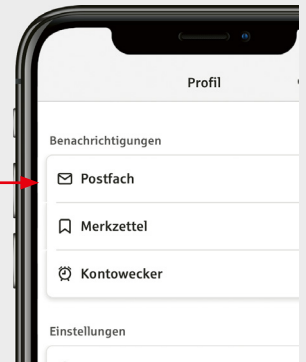 Profil
Benachrichtigungen
Postfach
Merkzettel
Kontowecker
Einstellungen